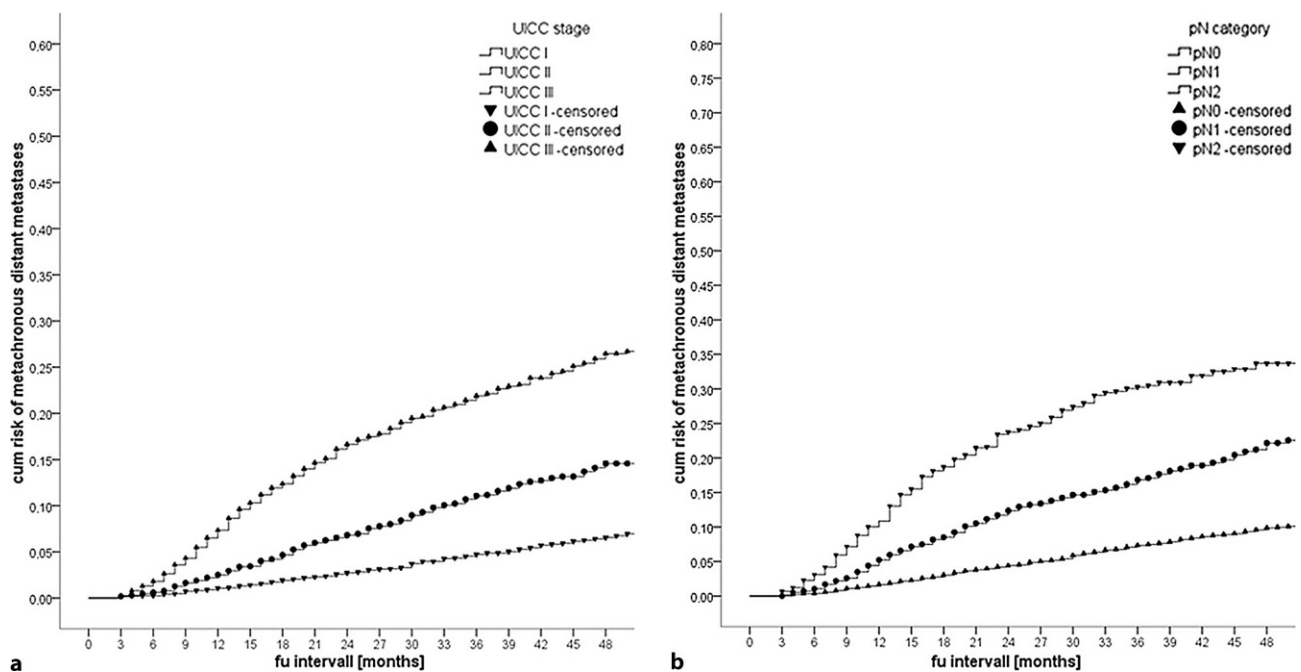 UICC stage
UICC I
UICC II
UICC III
UICC I -censored
UICC II -censored
UICC III -censored
cum risk of metachronous distant metastases
0,60
0,55
0,50
0,45
0,40
0,35
0,30
0,25
0,20
0,15
0,10
0,05
0,00
0 3 6 9 12 15 18 21 24 27 30 33 36 39 42 45 48
fu intervall [months]
a
pN category
pN0
pN1
pN2
pN0 -censored
pN1 -censored
pN2 -censored
cum risk of metachronous distant metastases
0,80
0,75
0,70
0,65
0,60
0,55
0,50
0,45
0,40
0,35
0,30
0,25
0,20
0,15
0,10
0,05
0,00
0 3 6 9 12 15 18 21 24 27 30 33 36 39 42 45 48
fu intervall [months]
b